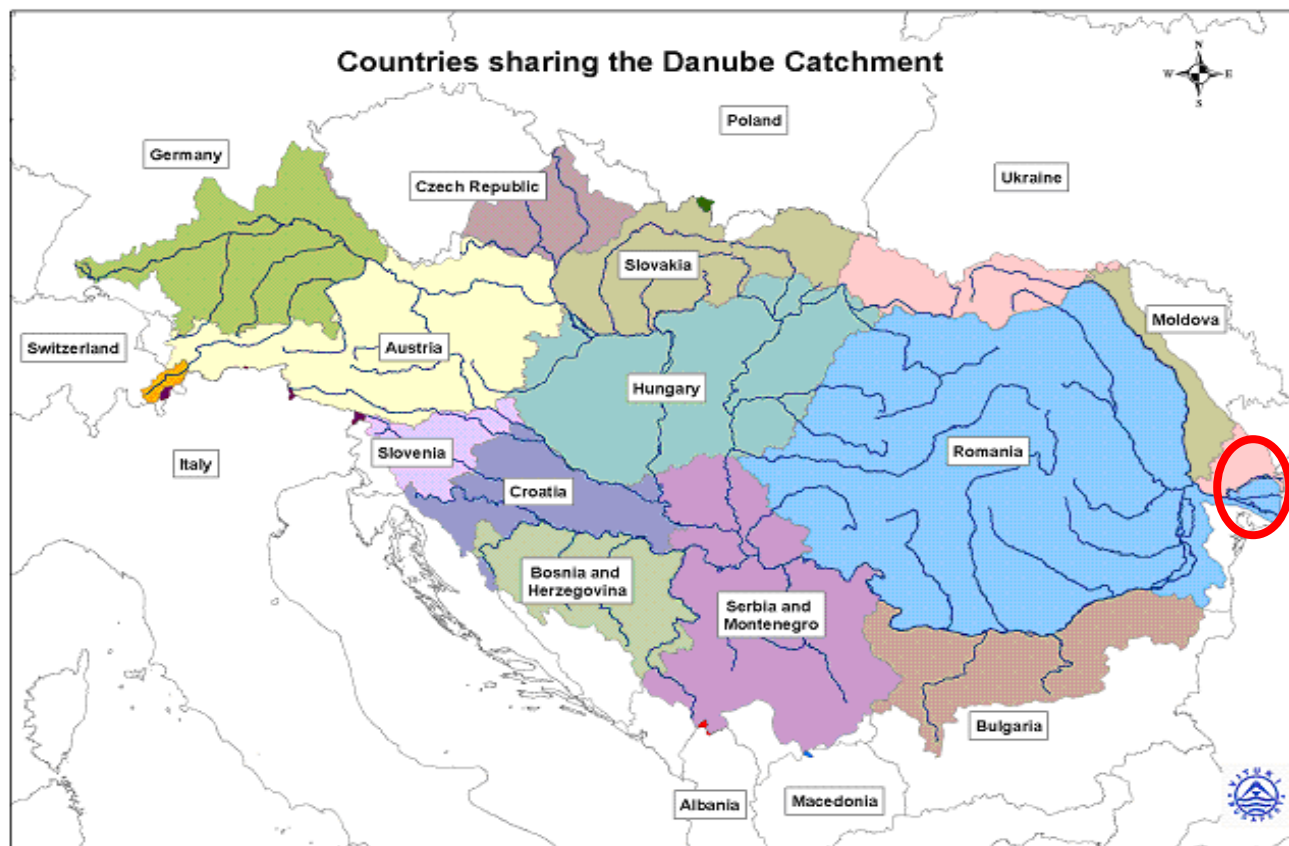 Countries sharing the Danube Catchment
N
W
E
S
Poland
Germany
Ukraine
Czech Republic
Slovakia
Moldova
Switzerland
Austria
Hungary
Romania
Slovenia
Italy
Croatia
Bosnia and
Herzegovina
Serbia and
Montenegro
Bulgaria
Albania
Macedonia
VITUKI